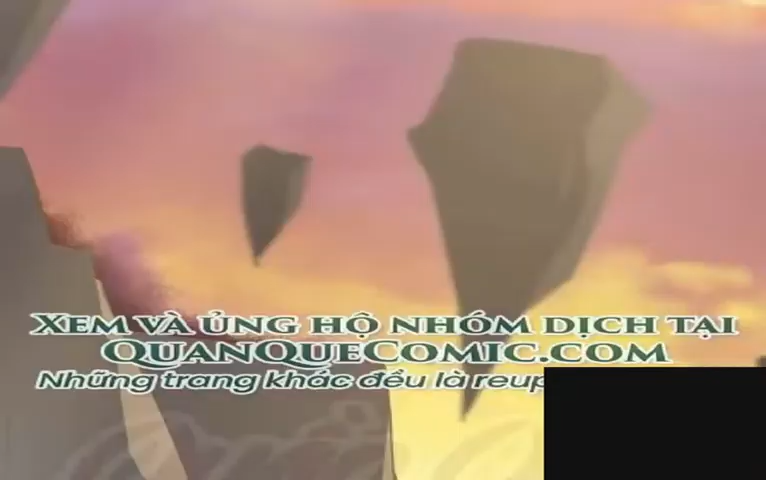 XEM VÀ ỦNG HỘ NHÓM DỊCH TẠI
QUANQUECOMIC.COM
Những trang khác đều là reup